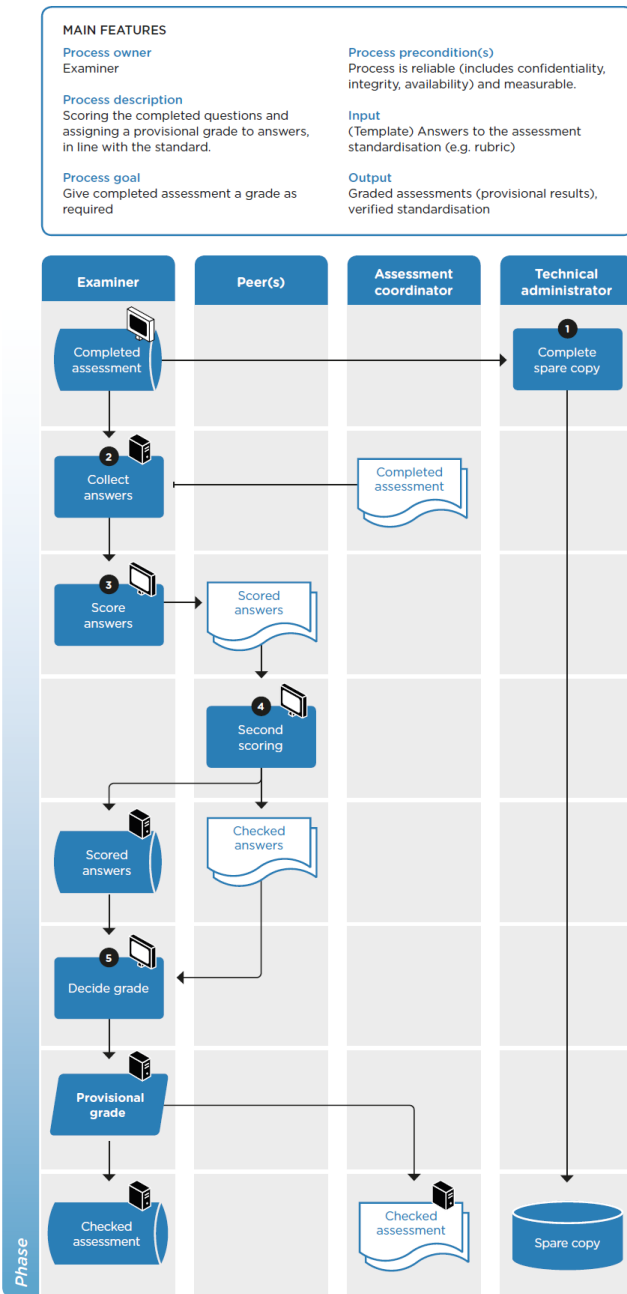 MAIN FEATURES
Process owner
Examiner
Process description
Scoring the completed questions and
assigning a provisional grade to answers,
in line with the standard.
Process goal
Give completed assessment a grade as
required
Process precondition(s)
Process is reliable (includes confidentiality,
integrity, availability) and measurable.
Input
(Template) Answers to the assessment
standardisation (e.g. rubric)
Output
Graded assessments (provisional results),
verified standardisation
Examiner
Peer(s)
Assessment
coordinator
Technical
administrator
Completed
assessment
1
Complete
spare copy
2
Collect
answers
Completed
assessment
3
Score
answers
Scored
answers
4
Second
scoring
Scored
answers
Checked
answers
5
Decide grade
Provisional
grade
Checked
assessment
Checked
assessment
Spare copy
Phase